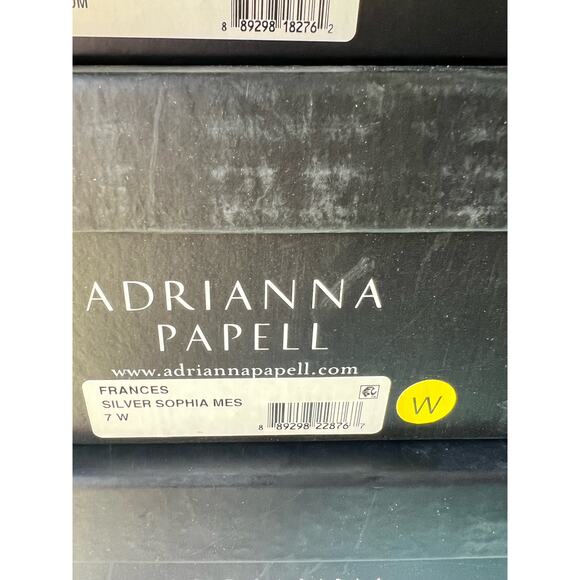 8 89298 18276 2
ADRIANNA
PAPELL
www.adriannapapell.com
FRANCES
SILVER SOPHIA MES
7 W
8 89298 22876 7
W